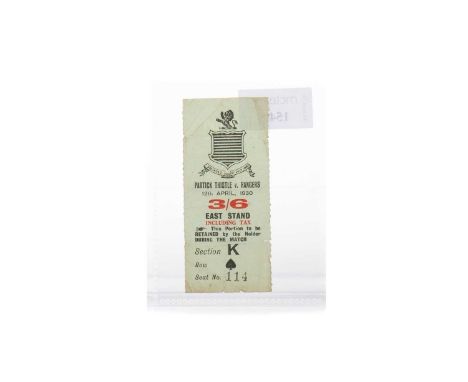 PARTICK THISTLE v. RANGERS
12th APRIL, 1930
3/6
EAST STAND
INCLUDING TAX
This Portion to be
RETAINED by the Holder
DURING THE MATCH
Section K
Row ♠
Seat No. 114